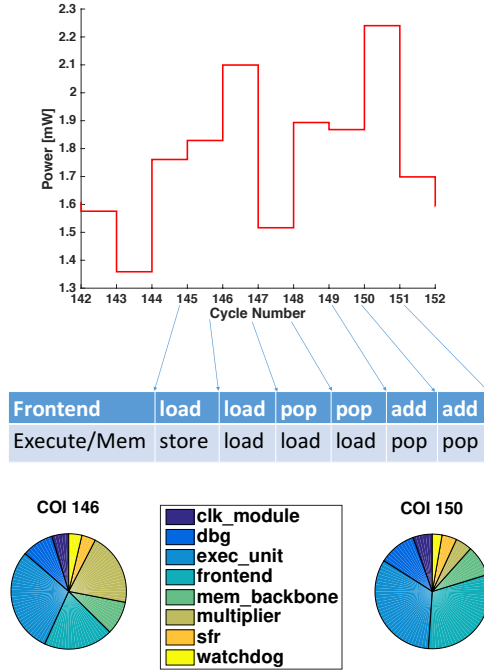 2.3
2.2
2.1
2
1.9
1.8
1.7
1.6
1.5
1.4
1.3
Power [mW]
142 143 144 145 146 147 148 149 150 151 152
Cycle Number
Frontend load load pop pop add add
Execute/Mem store load load load pop pop
COI 146
COI 150
clk_module
dbg
exec_unit
frontend
mem_backbone
multiplier
sfr
watchdog